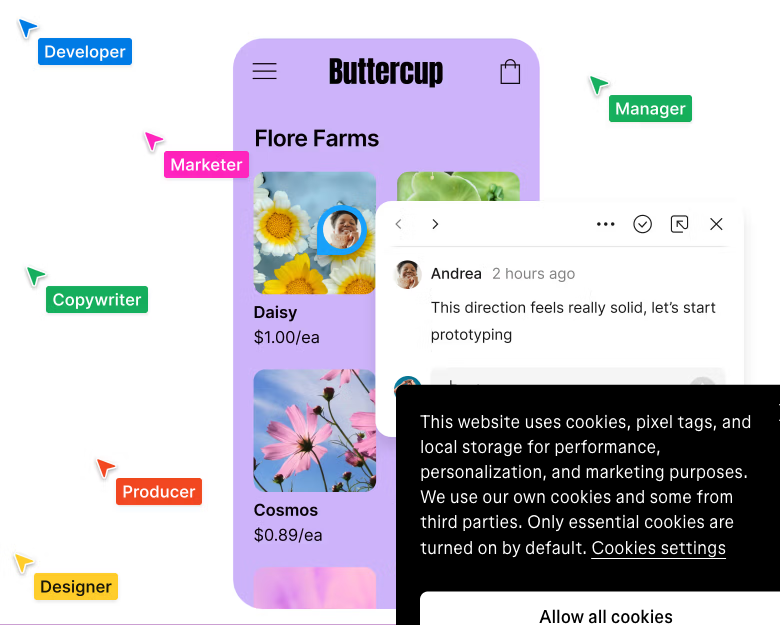 Developer
Buttercup
Manager
Flore Farms
Marketer
Andrea 2 hours ago
This direction feels really solid, let’s start
prototyping
Copywriter
Daisy
$1.00/ea
This website uses cookies, pixel tags, and
local storage for performance,
personalization, and marketing purposes.
We use our own cookies and some from
third parties. Only essential cookies are
turned on by default. Cookies settings
Allow all cookies
Producer
Cosmos
$0.89/ea
Designer